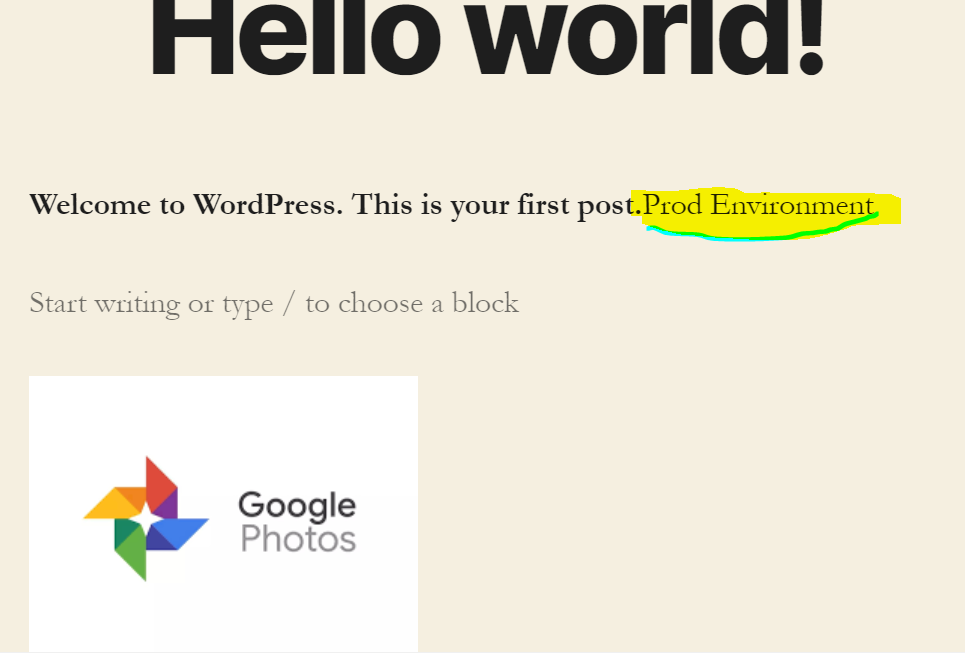 Hello world!
Welcome to WordPress. This is your first post.Prod Environment
Start writing or type / to choose a block
Google
Photos